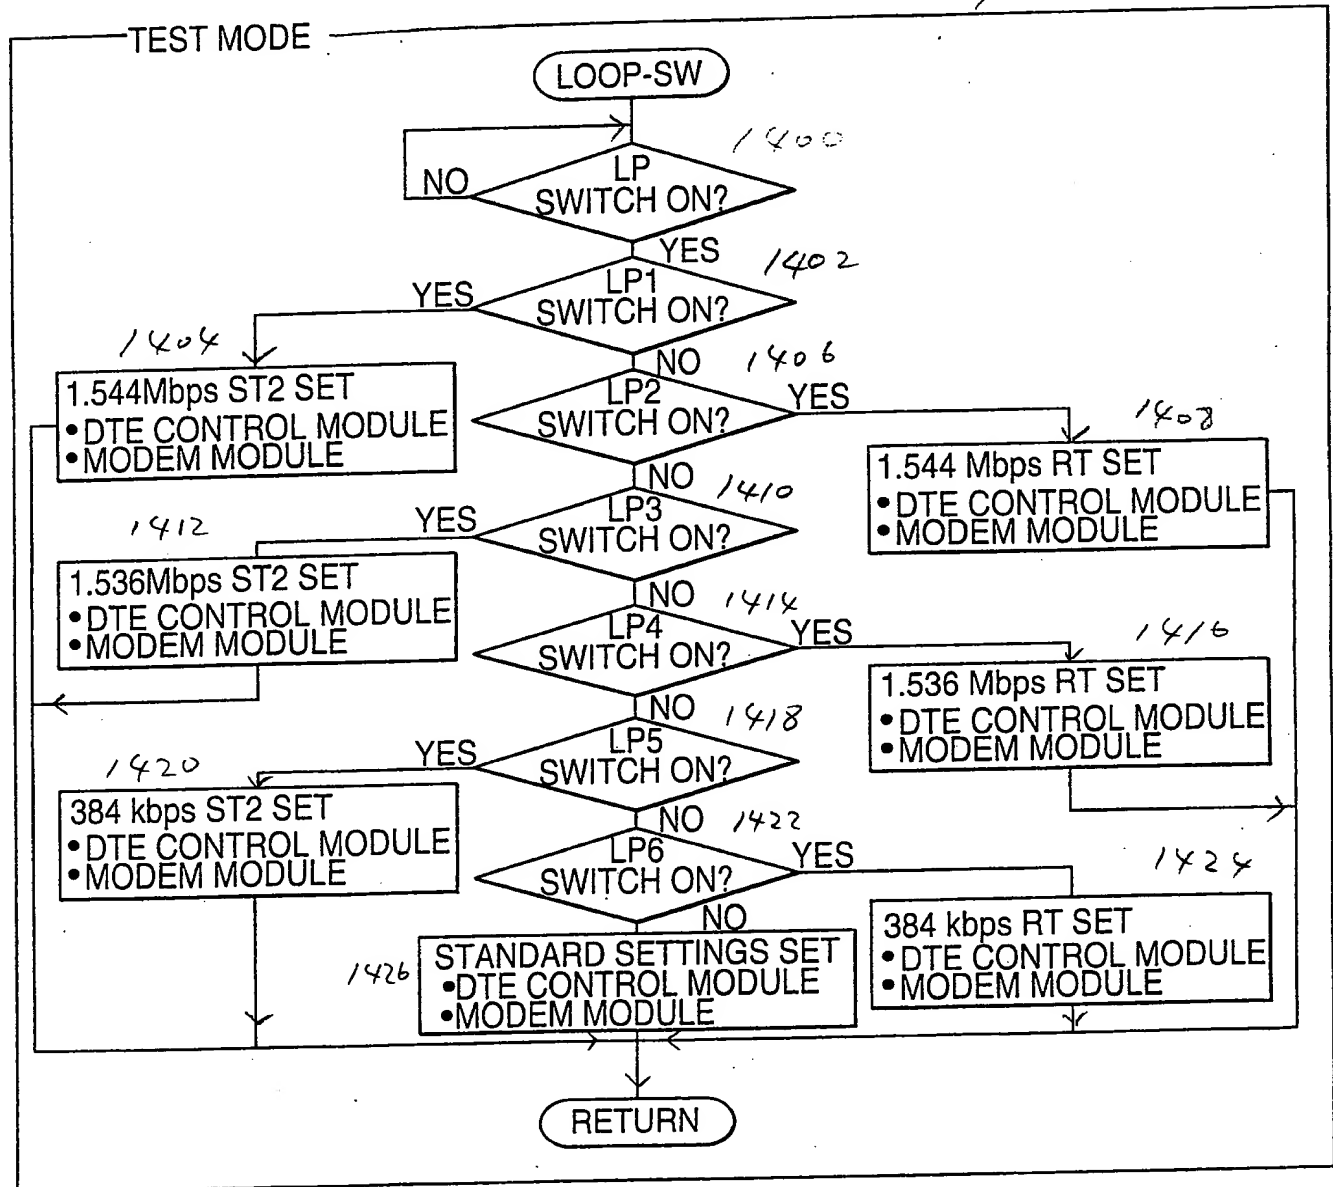 TEST MODE
LOOP-SW
1400
LP
SWITCH ON?
NO
YES
1402
LP1
SWITCH ON?
YES
NO
1404
1.544Mbps ST2 SET
•DTE CONTROL MODULE
•MODEM MODULE
1406
LP2
SWITCH ON?
YES
NO
1408
1.544 Mbps RT SET
•DTE CONTROL MODULE
•MODEM MODULE
1410
LP3
SWITCH ON?
YES
NO
1412
1.536Mbps ST2 SET
•DTE CONTROL MODULE
•MODEM MODULE
1414
LP4
SWITCH ON?
YES
NO
1416
1.536 Mbps RT SET
•DTE CONTROL MODULE
•MODEM MODULE
1418
LP5
SWITCH ON?
YES
NO
1420
384 kbps ST2 SET
•DTE CONTROL MODULE
•MODEM MODULE
1422
LP6
SWITCH ON?
YES
NO
1424
384 kbps RT SET
•DTE CONTROL MODULE
•MODEM MODULE
1426
STANDARD SETTINGS SET
•DTE CONTROL MODULE
•MODEM MODULE
RETURN